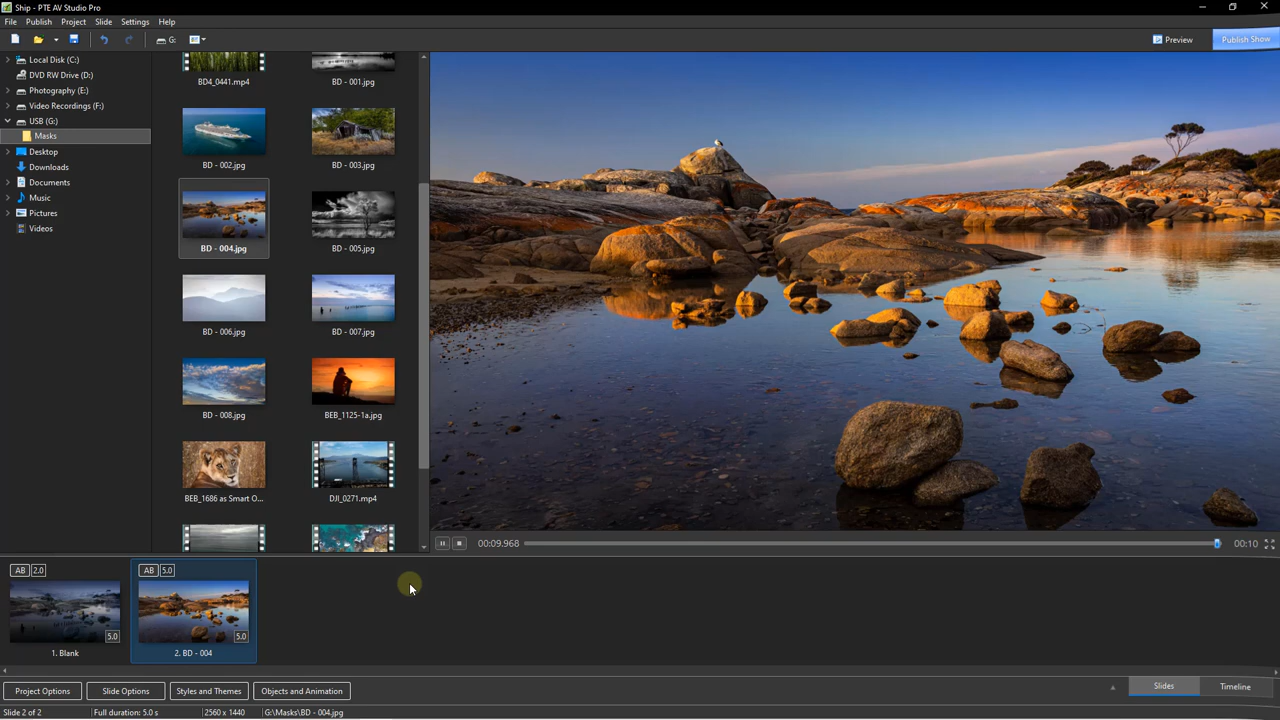 Ship - PTE AV Studio Pro
File Publish Project Slide Settings Help
G:
Preview
Publish Show
Local Disk (C:)
DVD RW Drive (D:)
Photography (E:)
Video Recordings (F:)
USB (G:)
Masks
Desktop
Downloads
Documents
Music
Pictures
Videos
BD4_0441.mp4
BD - 001.jpg
BD - 002.jpg
BD - 003.jpg
BD - 004.jpg
BD - 005.jpg
BD - 006.jpg
BD - 007.jpg
BD - 008.jpg
BEB_1125-1a.jpg
BEB_1686 as Smart O...
DJI_0271.mp4
00:09.968
00:10
AB 2.0
5.0
1. Blank
AB 5.0
5.0
2. BD - 004
Project Options
Slide Options
Styles and Themes
Objects and Animation
Slides
Timeline
Slide 2 of 2
Full duration: 5.0 s
2560 x 1440
G:\Masks\BD - 004.jpg